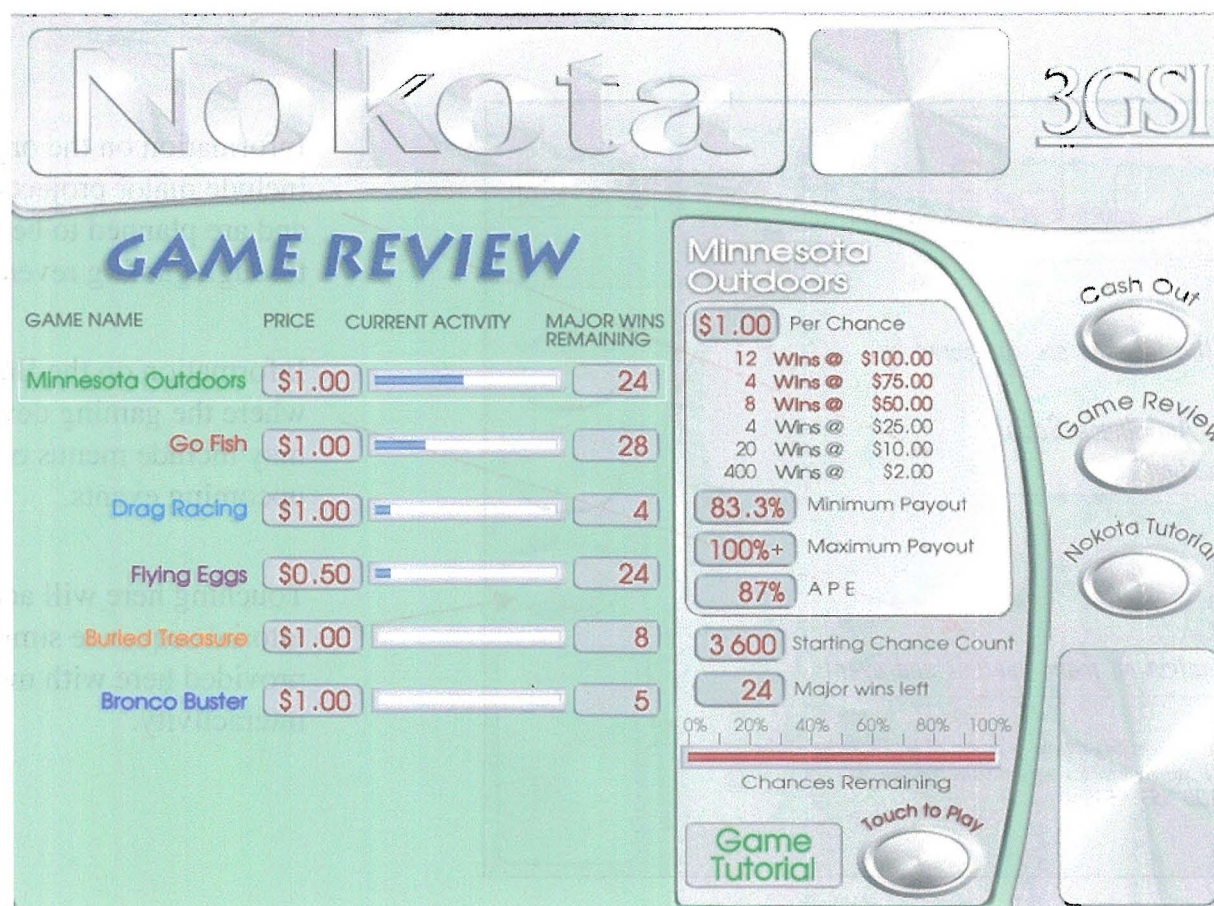 Nokota
3GSI
GAME REVIEW
GAME NAME PRICE CURRENT ACTIVITY MAJOR WINS REMAINING
Minnesota Outdoors $1.00 24
Go Fish $1.00 28
Drag Racing $1.00 4
Flying Eggs $0.50 24
Buried Treasure $1.00 8
Bronco Buster $1.00 5
Minnesota
Outdoors
$1.00 Per Chance
12 Wins @ $100.00
4 Wins @ $75.00
8 Wins @ $50.00
4 Wins @ $25.00
20 Wins @ $10.00
400 Wins @ $2.00
83.3% Minimum Payout
100%+ Maximum Payout
87% A P E
3 600 Starting Chance Count
24 Major wins left
0% 20% 40% 60% 80% 100%
Chances Remaining
Game
Tutorial
Touch to Play
Cash Out
Game Review
Nokota Tutorial